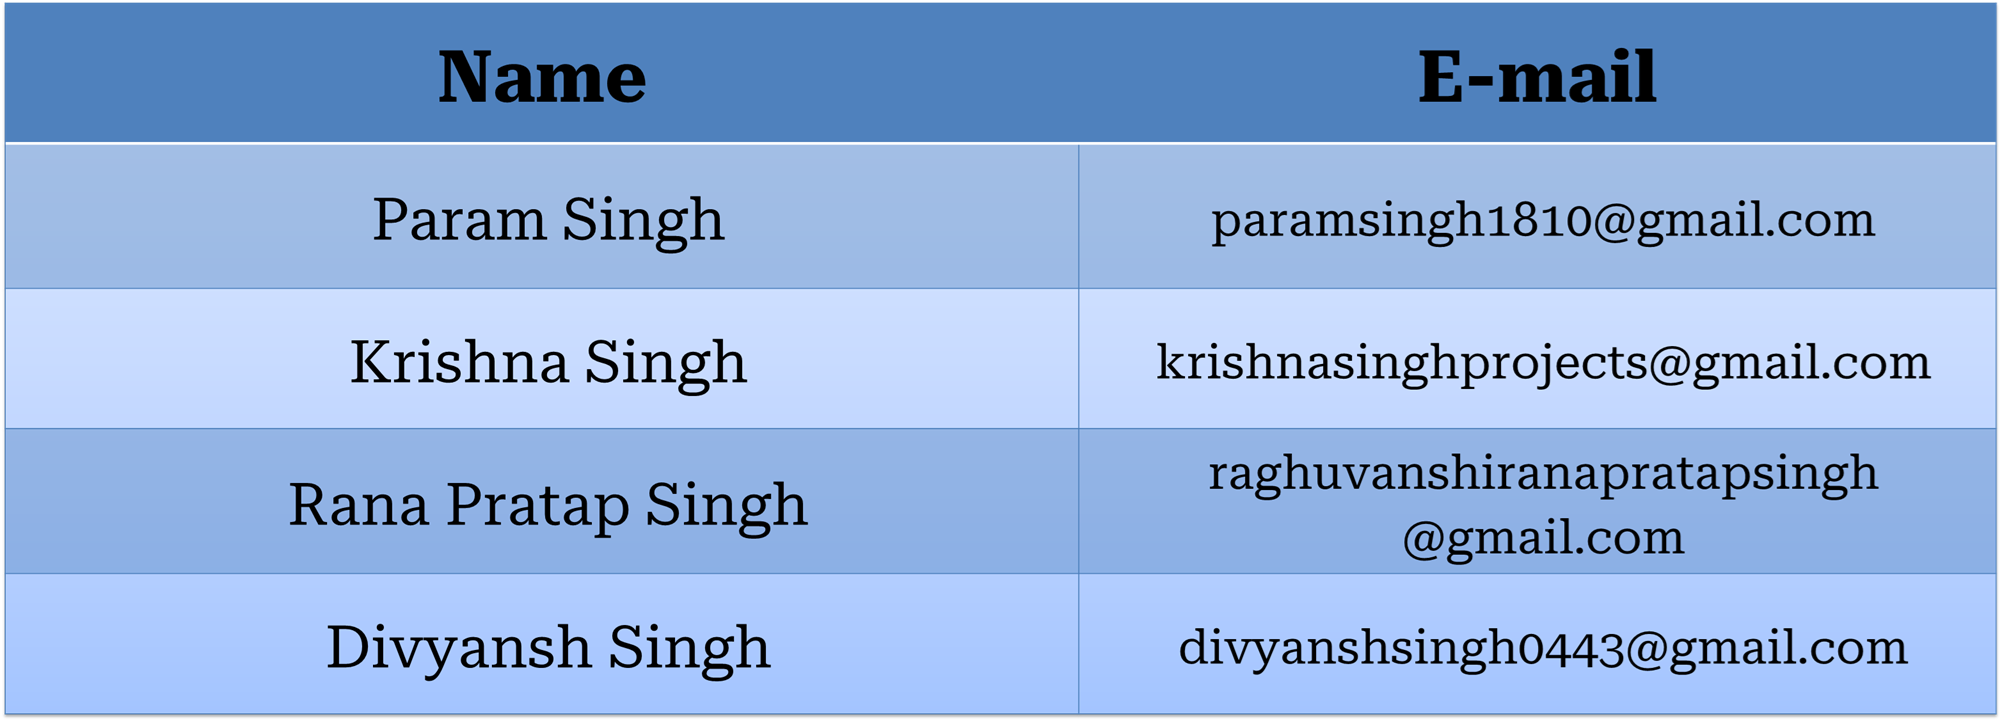 Name E-mail
Param Singh paramsingh1810@gmail.com
Krishna Singh krishnasinghprojects@gmail.com
Rana Pratap Singh raghuvanshiranapratapsingh
@gmail.com
Divyansh Singh divyanshsingh0443@gmail.com